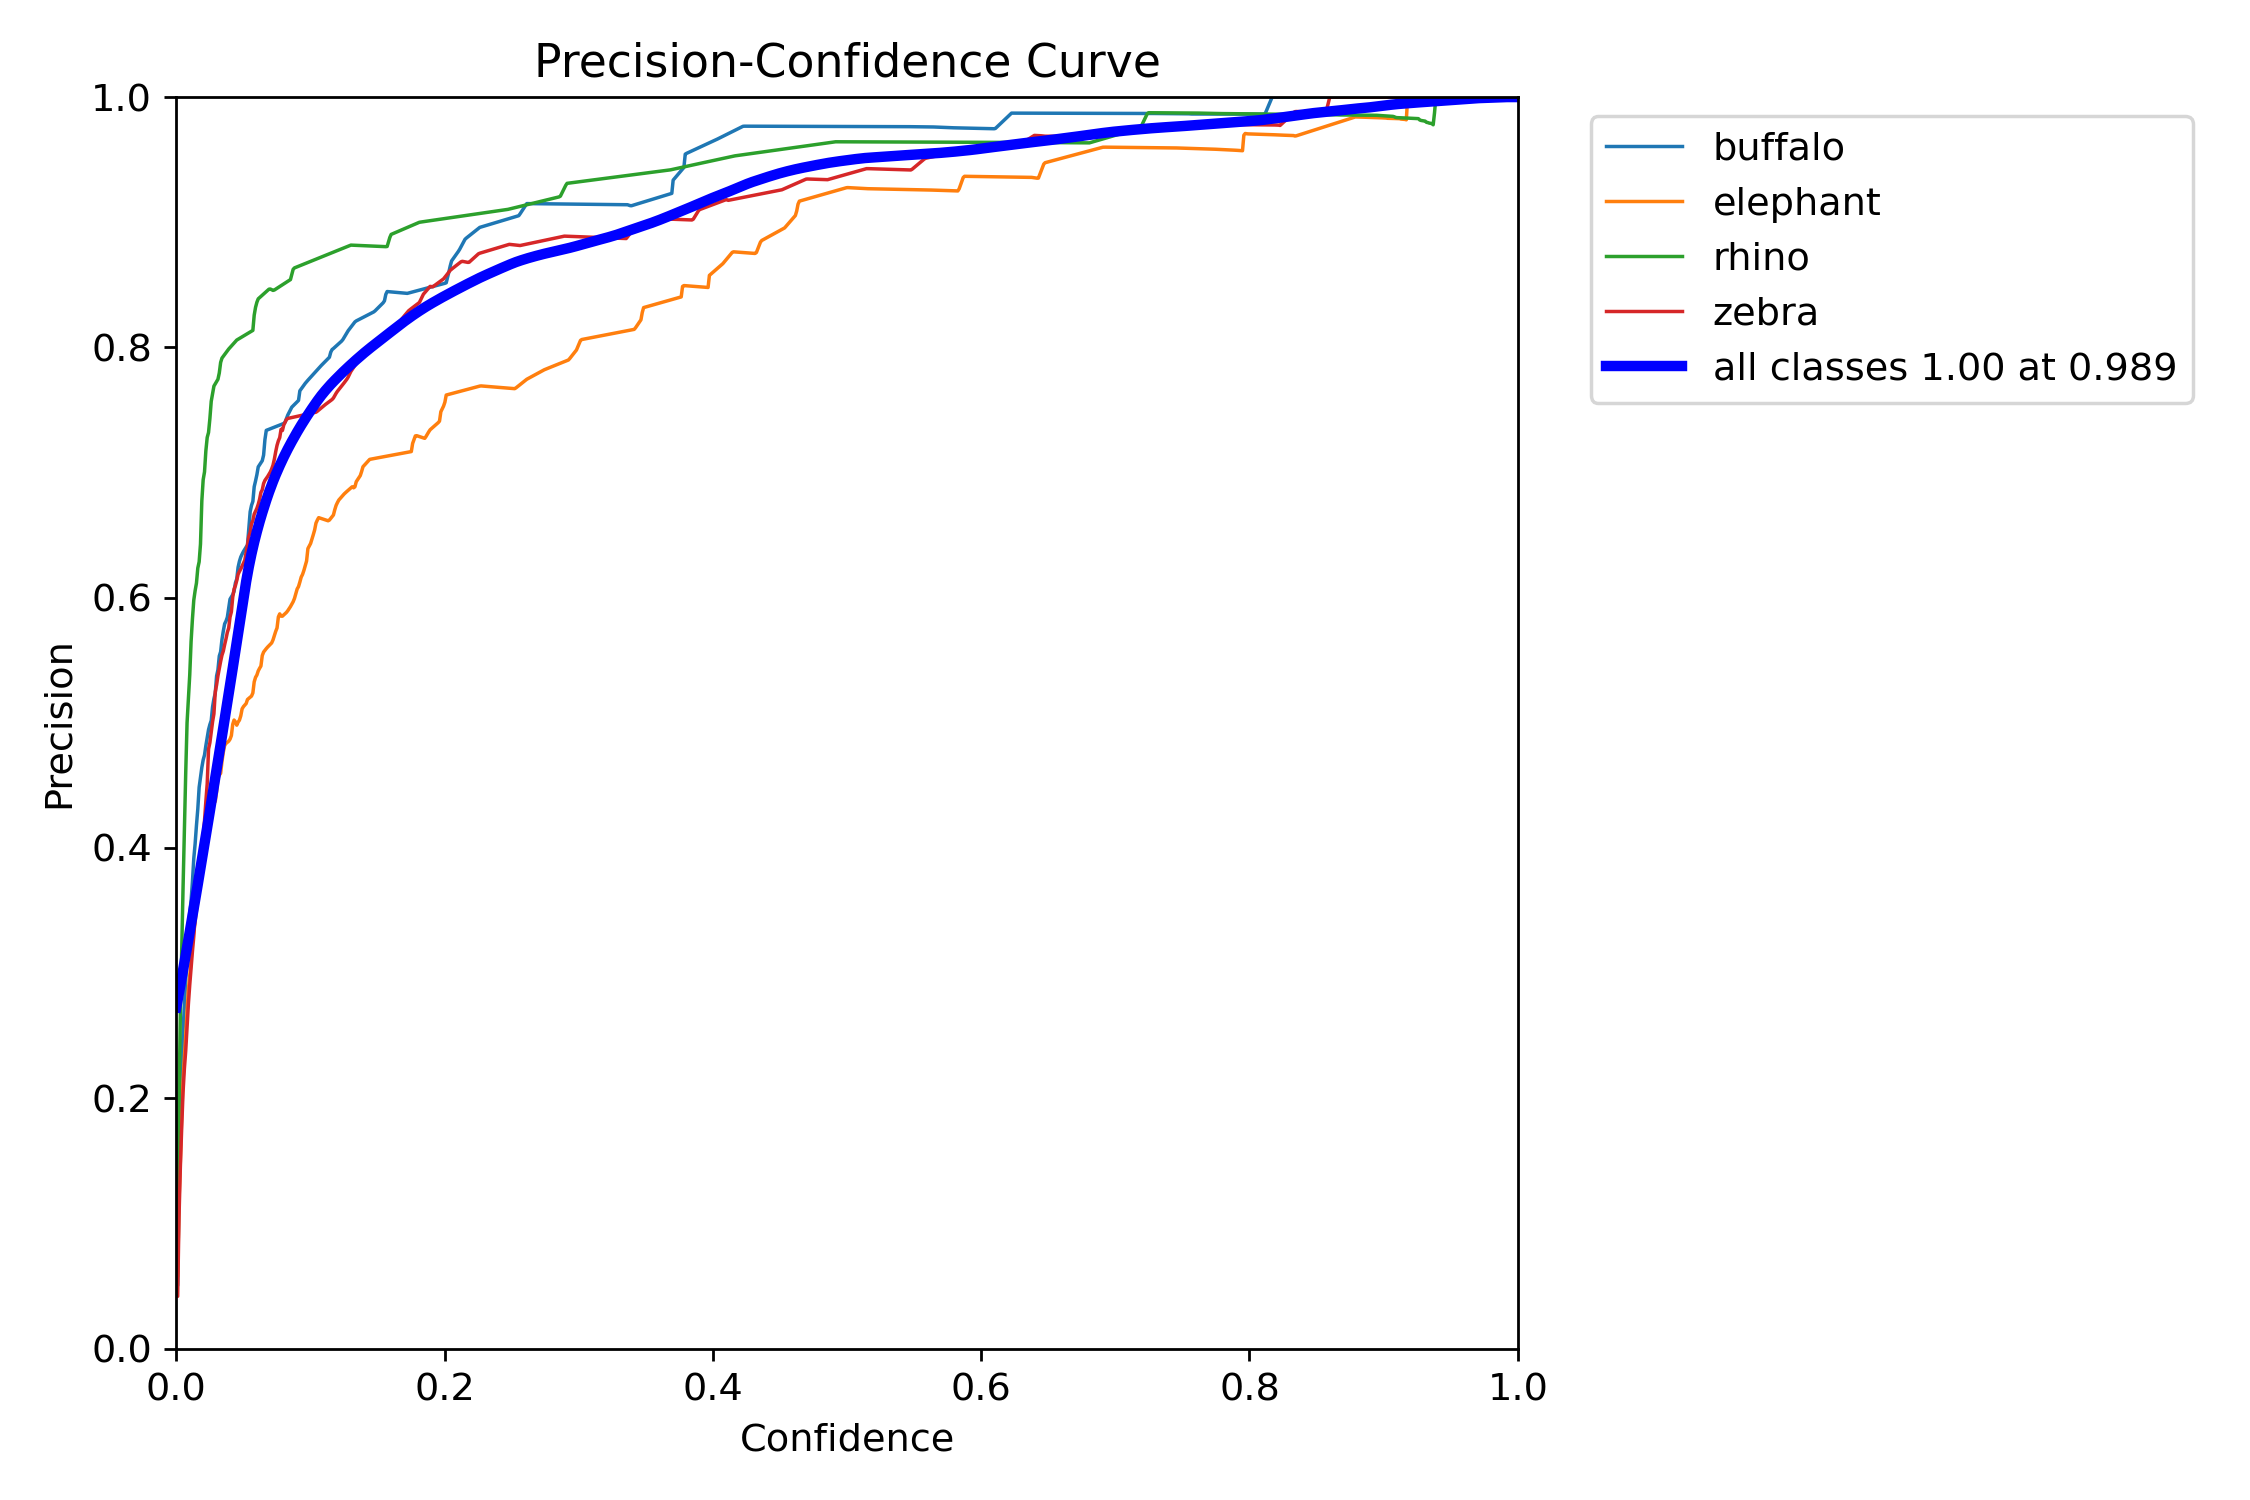 Precision-Confidence Curve
1.0
0.8
0.6
0.4
0.2
0.0
Precision
0.0 0.2 0.4 0.6 0.8 1.0
Confidence
buffalo
elephant
rhino
zebra
all classes 1.00 at 0.989